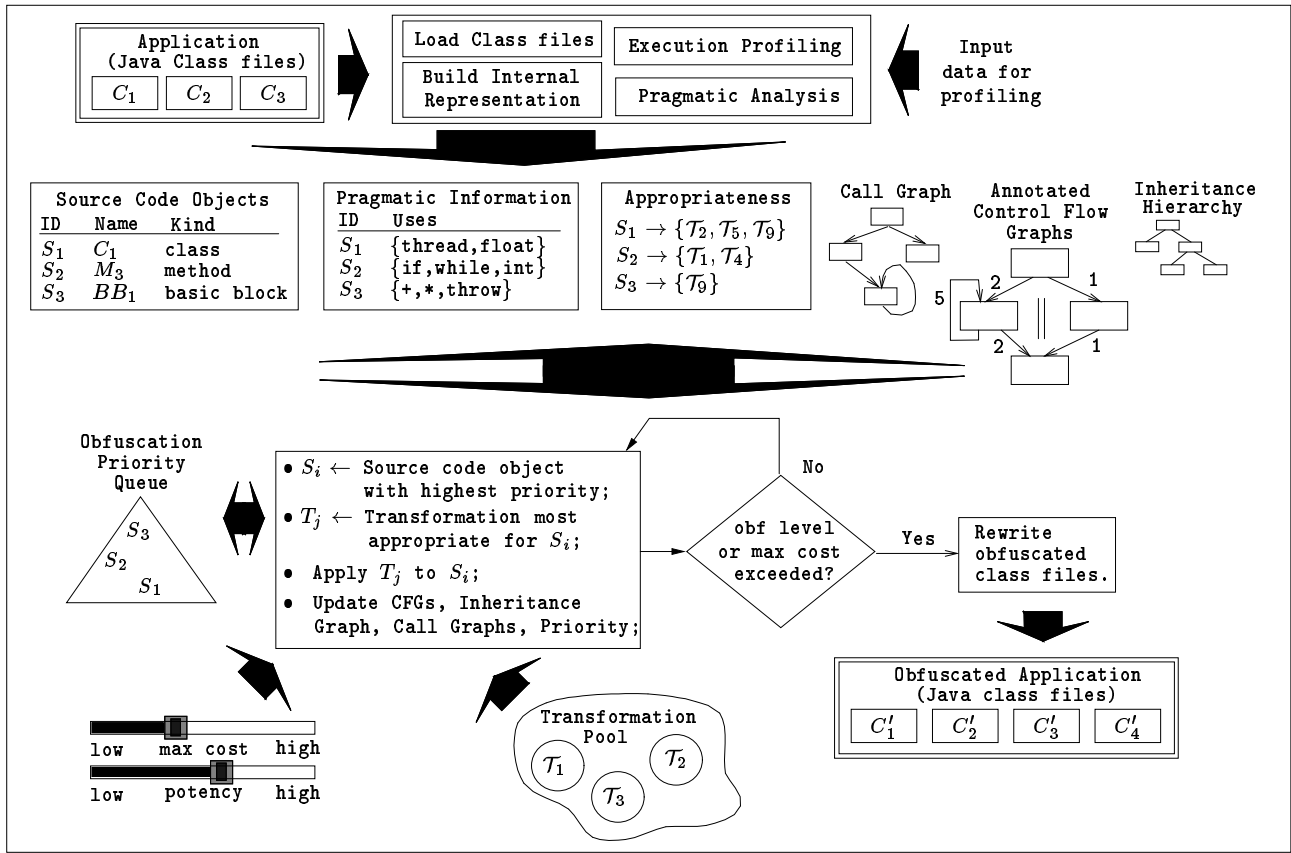 Application
(Java Class files)
C₁ C₂ C₃
Load Class files
Build Internal
Representation
Execution Profiling
Pragmatic Analysis
Input
data for
profiling
Source Code Objects
ID Name Kind
S₁ C₁ class
S₂ M₃ method
S₃ BB₁ basic block
Pragmatic Information
ID Uses
S₁ {thread,float}
S₂ {if,while,int}
S₃ {+,*,throw}
Appropriateness
S₁ → {𝒯₂, 𝒯₅, 𝒯₉}
S₂ → {𝒯₁, 𝒯₄}
S₃ → {𝒯₉}
Call Graph
Annotated
Control Flow
Graphs
2 1
5
2 1
Inheritance
Hierarchy
Obfuscation
Priority
Queue
S₃
S₂
S₁
• Sᵢ ← Source code object
with highest priority;
• Tⱼ ← Transformation most
appropriate for Sᵢ;
• Apply Tⱼ to Sᵢ;
• Update CFGs, Inheritance
Graph, Call Graphs, Priority;
No
obf level
or max cost
exceeded?
Yes
Rewrite
obfuscated
class files.
Obfuscated Application
(Java class files)
C′₁ C′₂ C′₃ C′₄
low max cost high
low potency high
Transformation
Pool
𝒯₁ 𝒯₂
𝒯₃